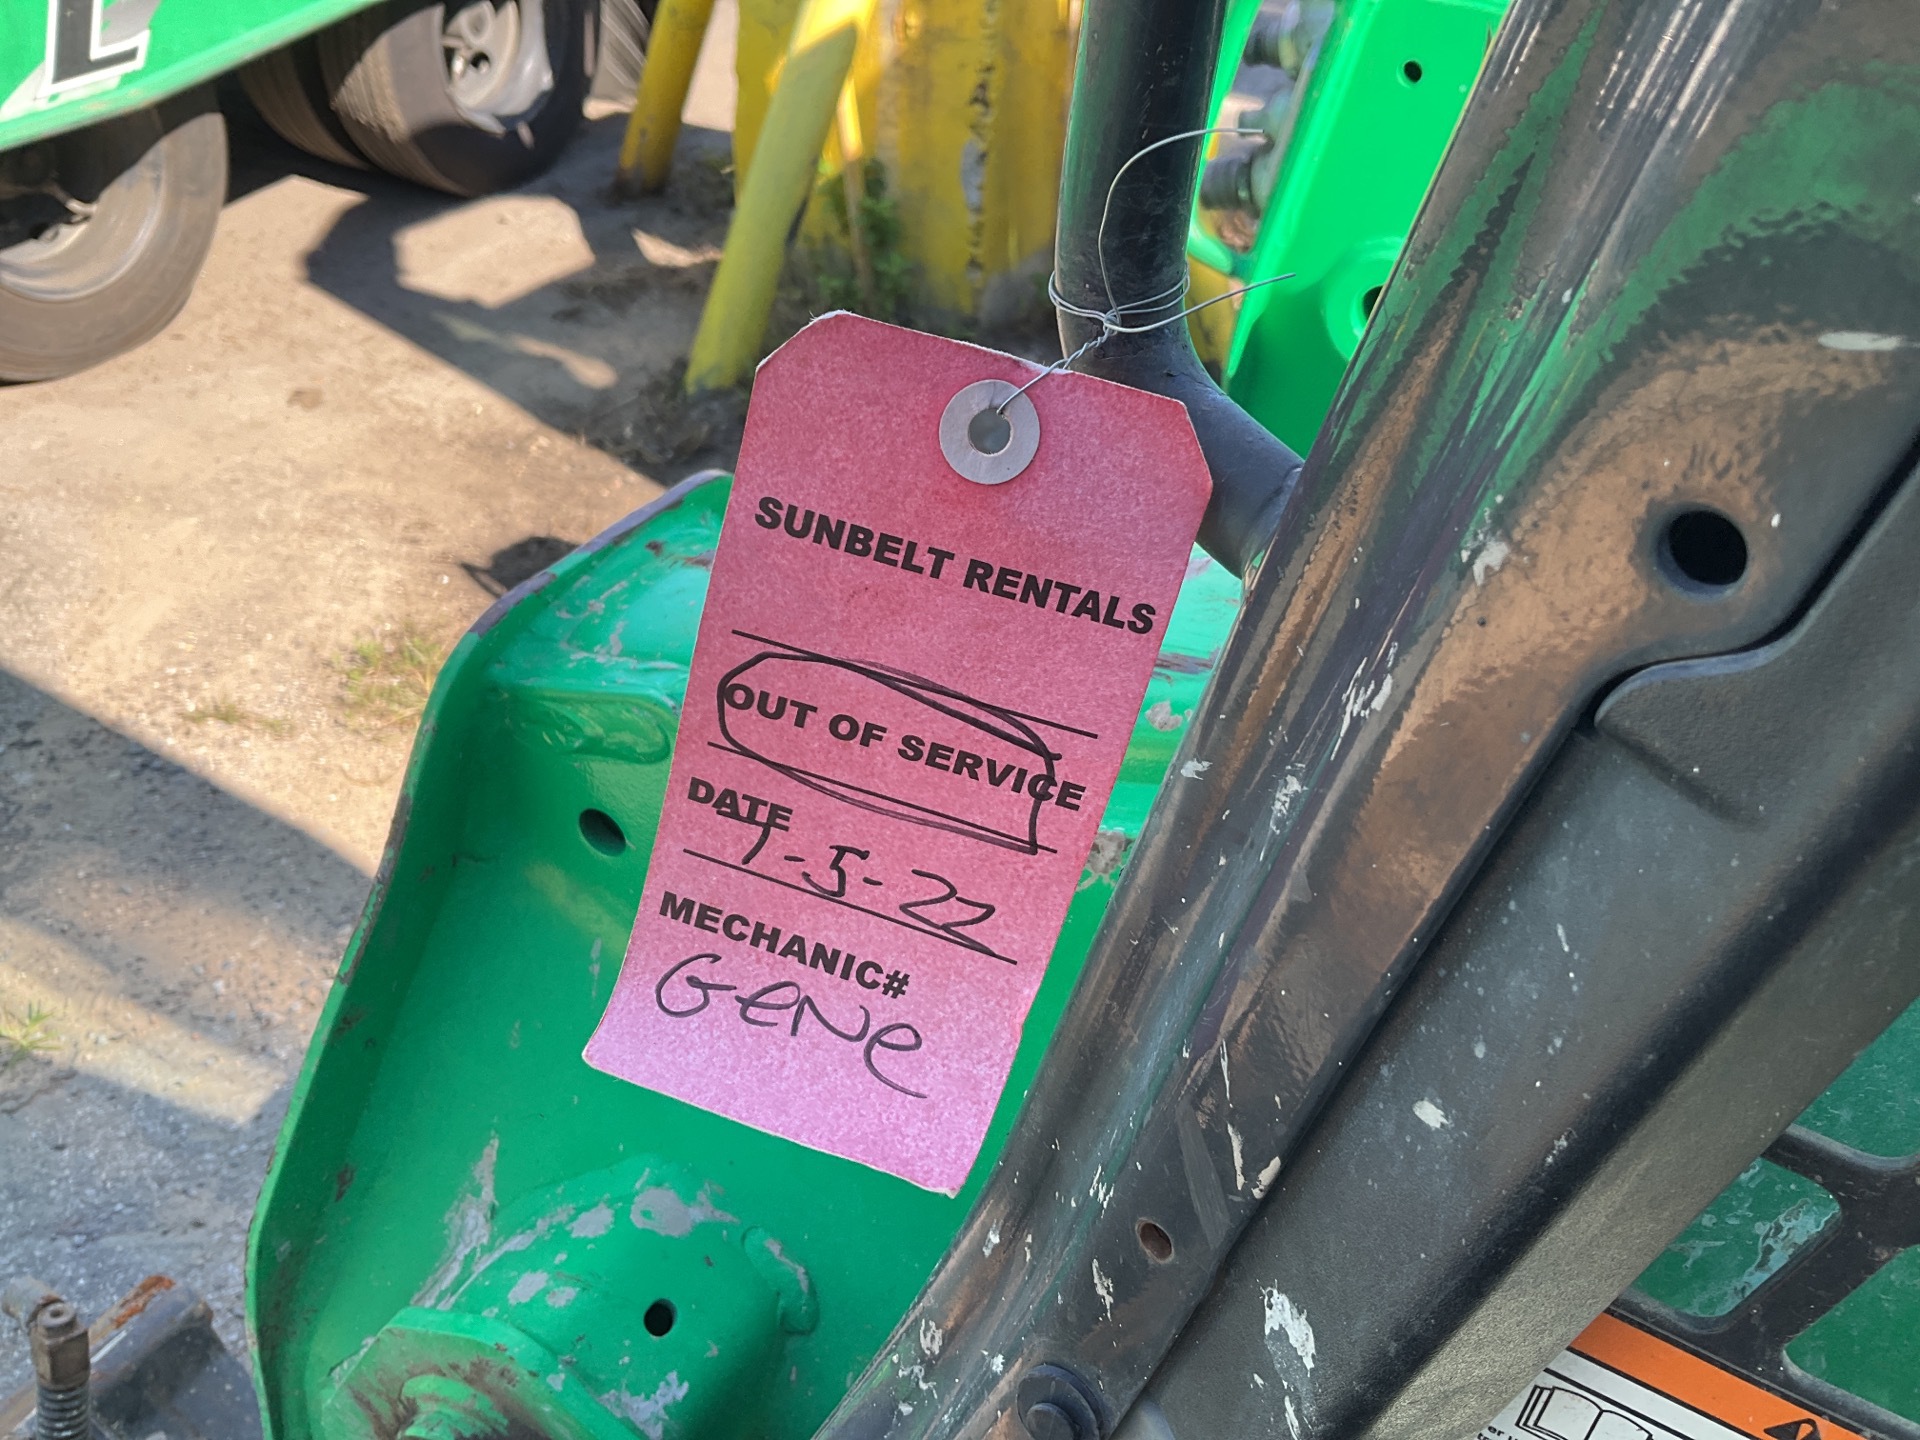 L
SUNBELT RENTALS
OUT OF SERVICE
DATE
7-5-22
MECHANIC#
Gene